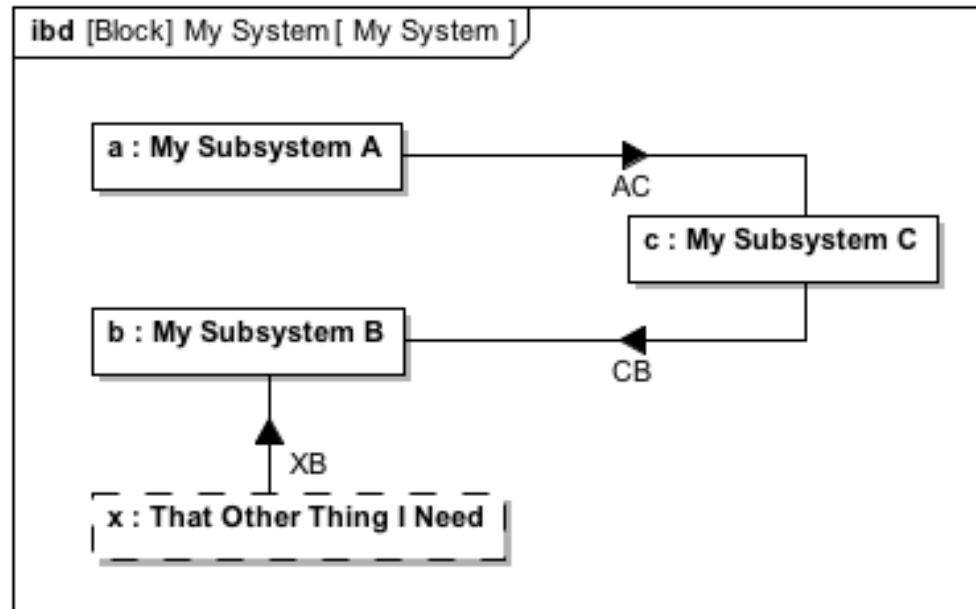 ibd [Block] My System [ My System ]
a : My Subsystem A
AC
c : My Subsystem C
b : My Subsystem B
CB
XB
x : That Other Thing I Need